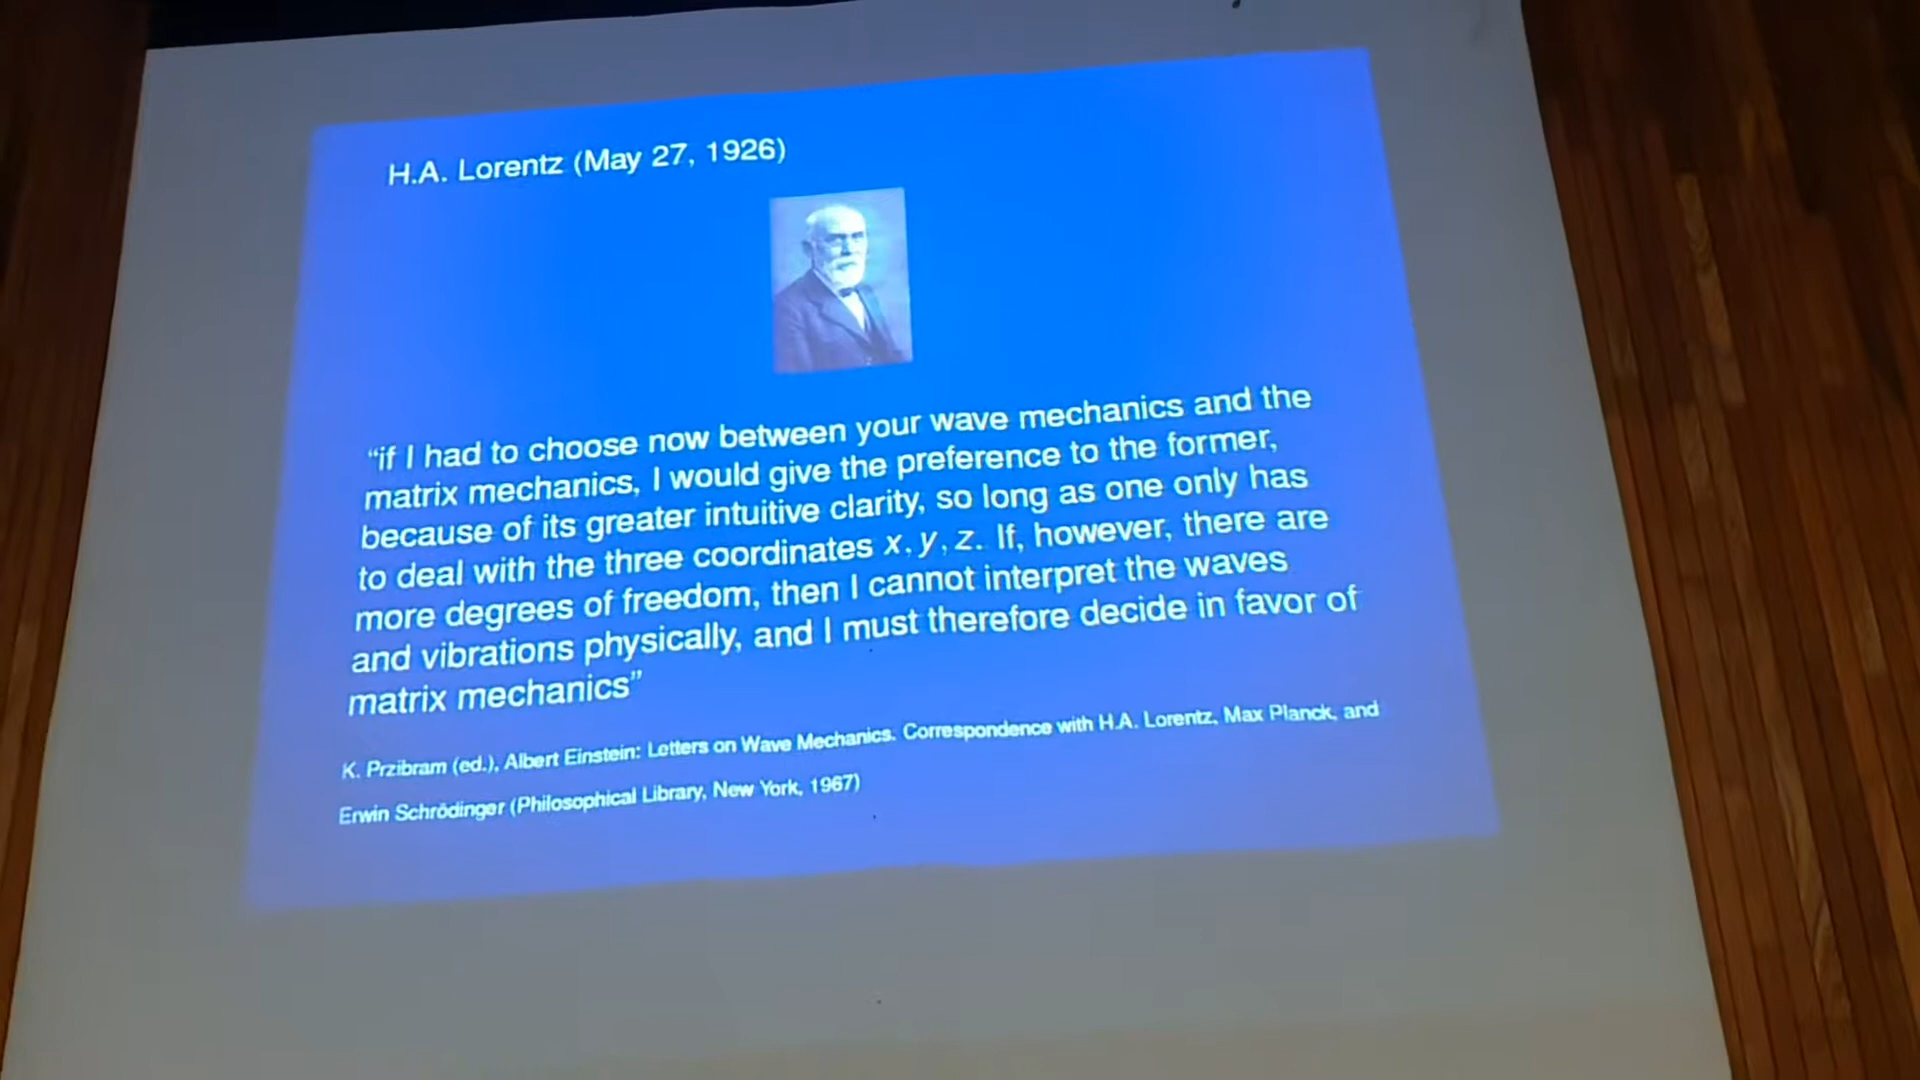 H.A. Lorentz (May 27, 1926)
“if I had to choose now between your wave mechanics and the
matrix mechanics, I would give the preference to the former,
because of its greater intuitive clarity, so long as one only has
to deal with the three coordinates x, y, z. If, however, there are
more degrees of freedom, then I cannot interpret the waves
and vibrations physically, and I must therefore decide in favor of
matrix mechanics”
K. Przibram (ed.), Albert Einstein: Letters on Wave Mechanics. Correspondence with H.A. Lorentz, Max Planck, and
Erwin Schrödinger (Philosophical Library, New York, 1967)